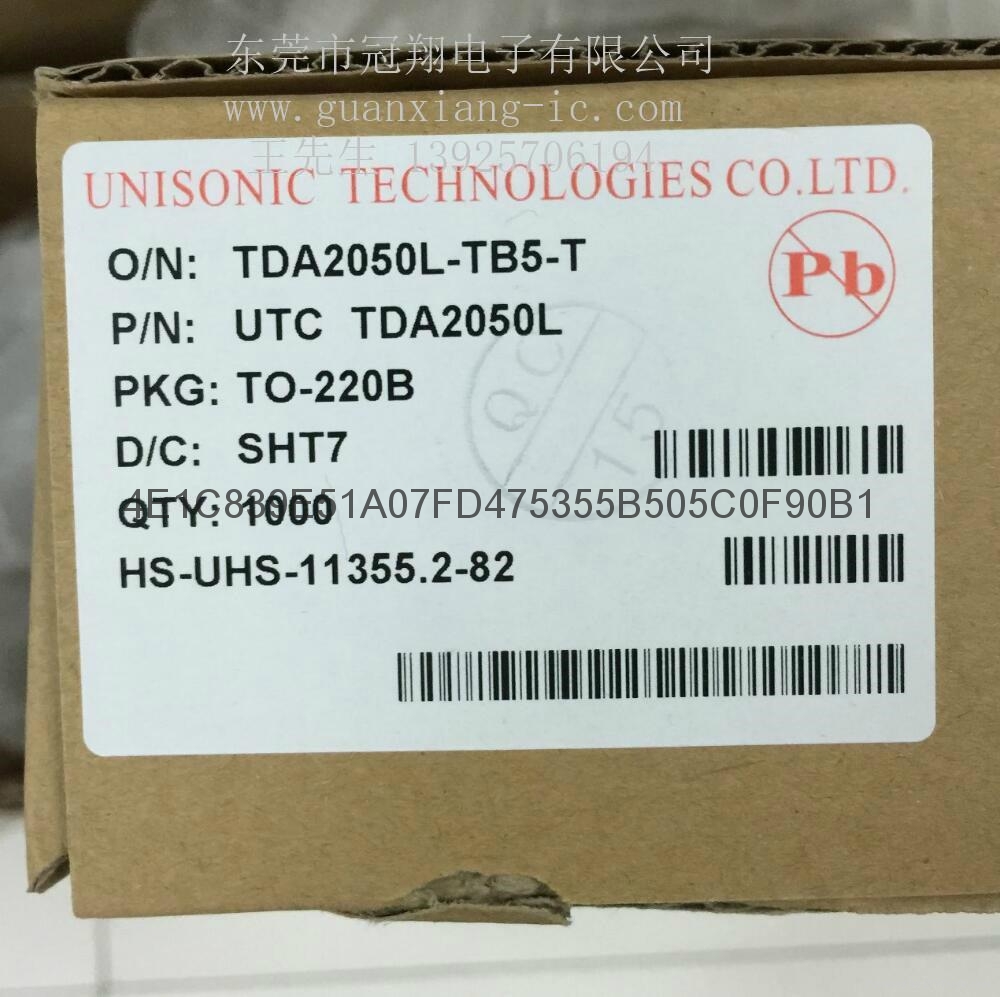 东莞市冠翔电子有限公司
www.guanxiang-ic.com
王先生 13925706194
UNISONIC TECHNOLOGIES CO.LTD.
O/N: TDA2050L-TB5-T
Pb
P/N: UTC TDA2050L
PKG: TO-220B
QC
D/C: SHT7
15
4E1C839E51A07FD475355B505C0F90B1
QTY: 1000
HS-UHS-11355.2-82